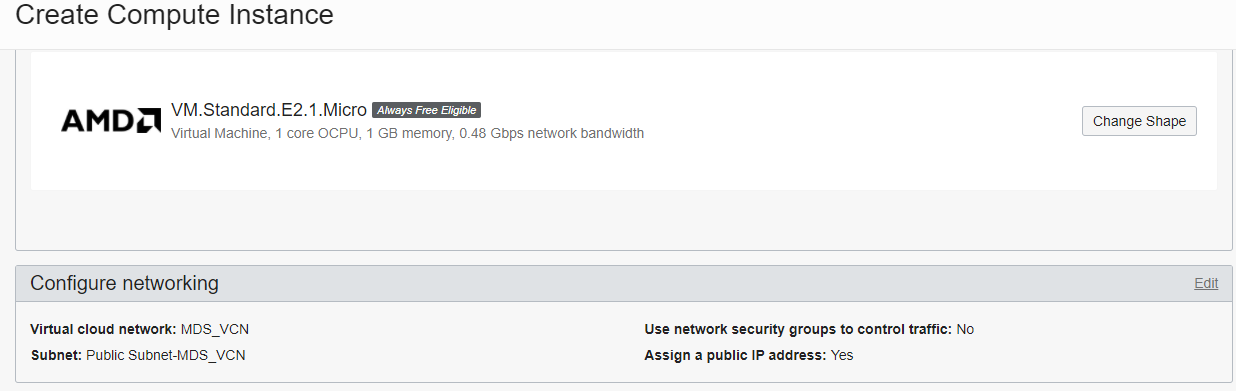 Create Compute Instance
AMD
VM.Standard.E2.1.Micro Always Free Eligible
Virtual Machine, 1 core OCPU, 1 GB memory, 0.48 Gbps network bandwidth
Change Shape
Configure networking
Edit
Virtual cloud network: MDS_VCN
Subnet: Public Subnet-MDS_VCN
Use network security groups to control traffic: No
Assign a public IP address: Yes